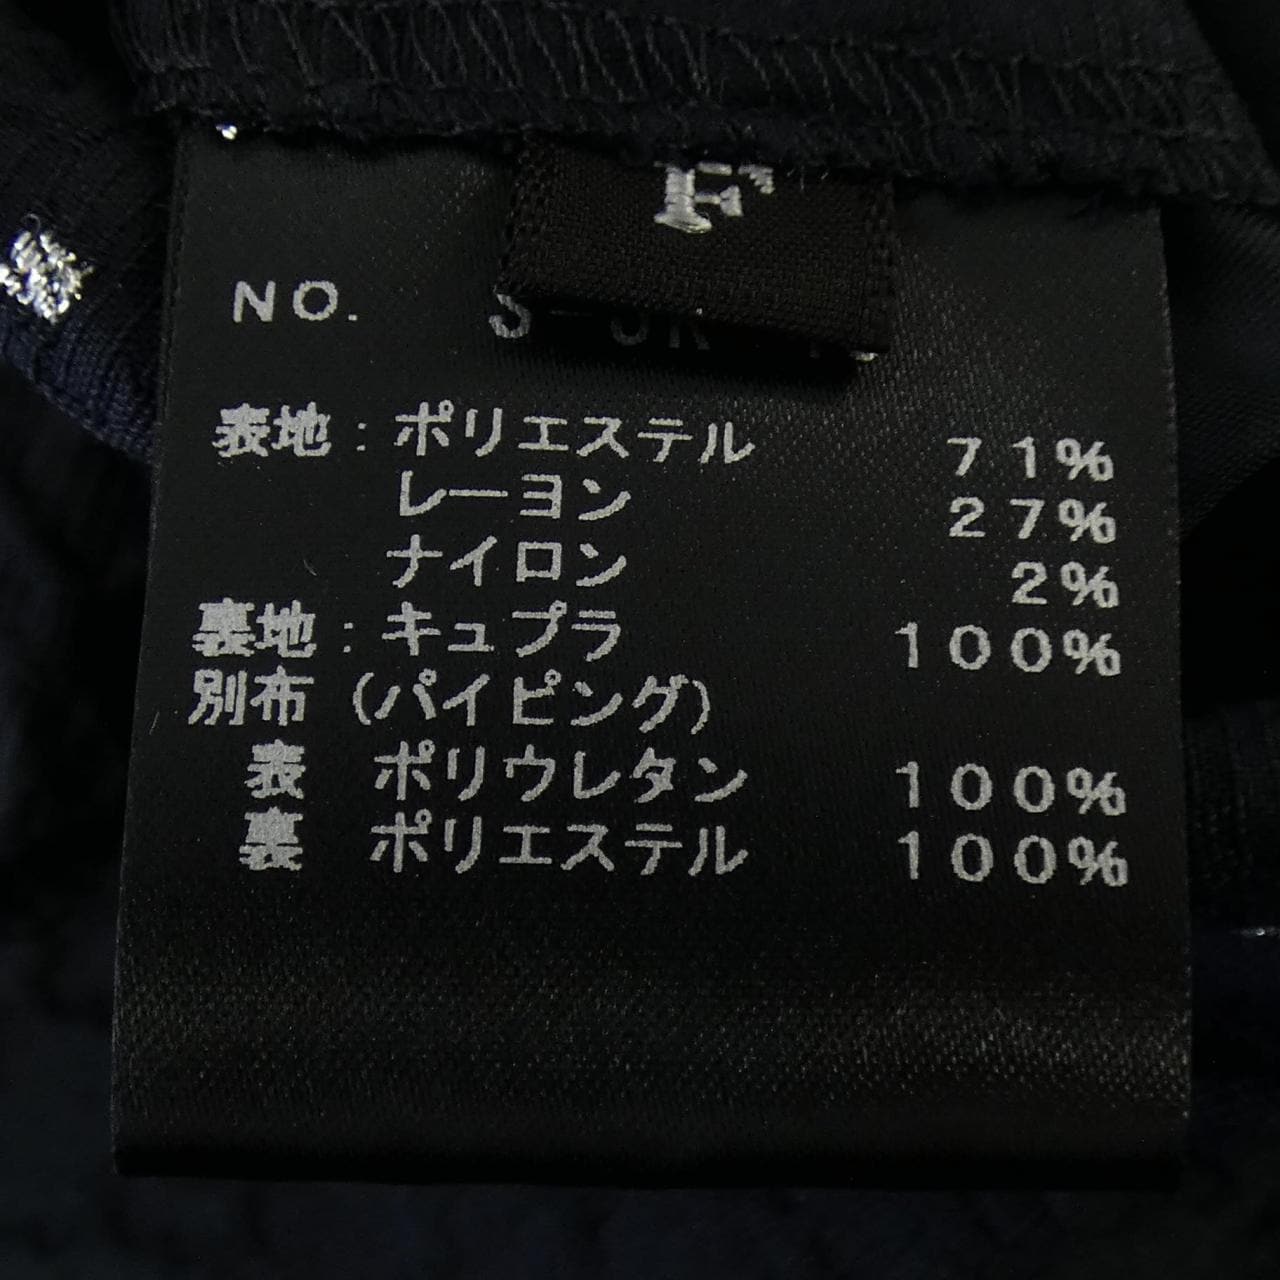 F
NO.
表地：ポリエステル 71%
レーヨン 27%
ナイロン 2%
裏地：キュプラ 100%
別布（パイピング）
表 ポリウレタン 100%
裏 ポリエステル 100%